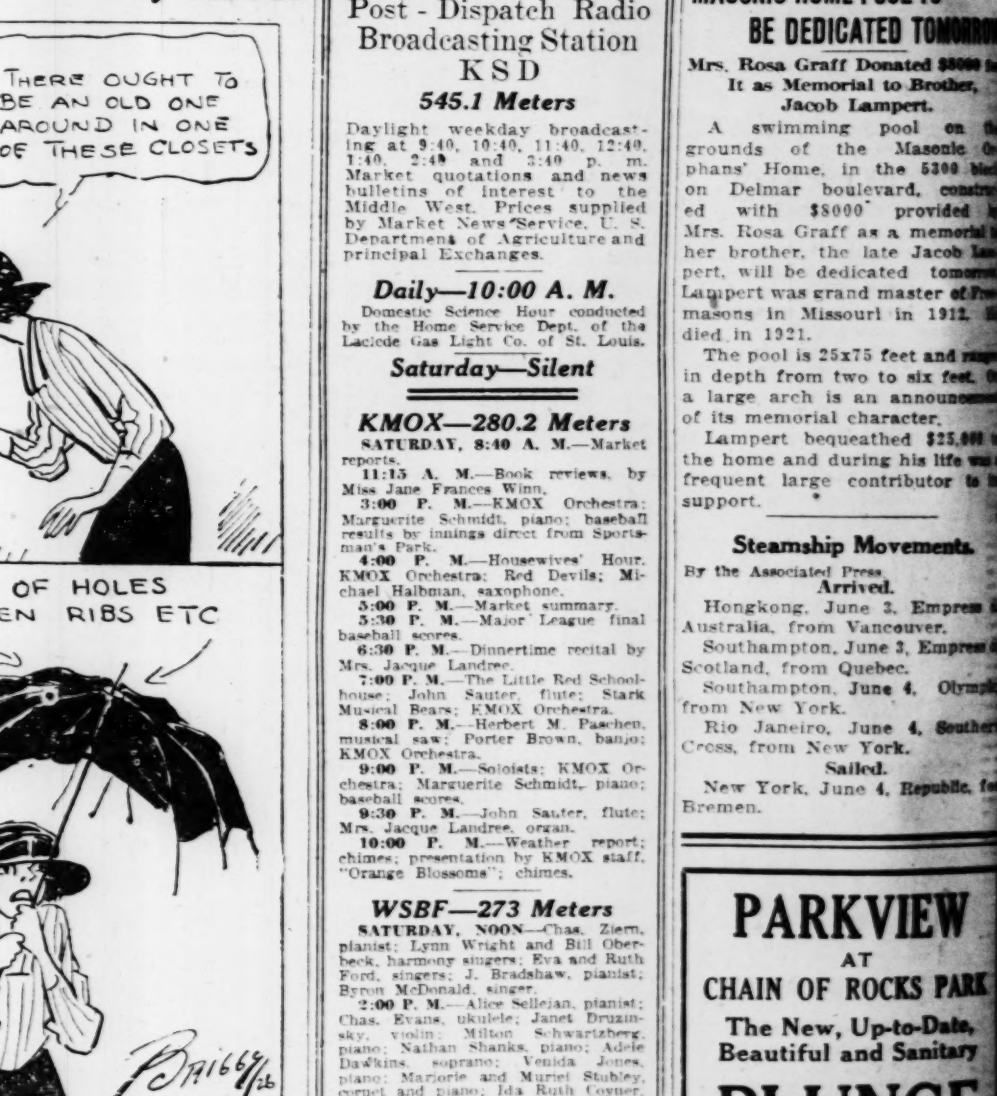 THERE OUGHT TO
BE AN OLD ONE
AROUND IN ONE
OF THESE CLOSETS
OF HOLES
EN RIBS ETC
BRIGGS/26
Post - Dispatch Radio
Broadcasting Station
KSD
545.1 Meters
Daylight weekday broadcast-
ing at 9:40, 10:40, 11:40, 12:40,
1:40, 2:40 and 3:40 p. m.
Market quotations and news
bulletins of interest to the
Middle West. Prices supplied
by Market News Service, U. S.
Department of Agriculture and
principal Exchanges.
Daily—10:00 A. M.
Domestic Science Hour conducted
by the Home Service Dept. of the
Laclede Gas Light Co. of St. Louis.
Saturday—Silent
KMOX—280.2 Meters
SATURDAY, 8:40 A. M.—Market
reports.
11:15 A. M.—Book reviews, by
Miss Jane Frances Winn.
3:00 P. M.—KMOX Orchestra;
Marguerite Schmidt, piano; baseball
results by innings direct from Sports-
man's Park.
4:00 P. M.—Housewives' Hour.
KMOX Orchestra; Red Devils; Mi-
chael Halbman, saxophone.
5:00 P. M.—Market summary.
5:30 P. M.—Major League final
baseball scores.
6:30 P. M.—Dinnertime recital by
Mrs. Jacque Landree.
7:00 P. M.—The Little Red School-
house; John Sauter, flute; Stark
Musical Bears; KMOX Orchestra.
8:00 P. M.—Herbert M. Paschen,
musical saw; Porter Brown, banjo;
KMOX Orchestra.
9:00 P. M.—Soloists; KMOX Or-
chestra; Marguerite Schmidt, piano;
baseball scores.
9:30 P. M.—John Sauter, flute;
Mrs. Jacque Landree, organ.
10:00 P. M.—Weather report;
chimes; presentation by KMOX staff,
"Orange Blossoms"; chimes.
WSBF—273 Meters
SATURDAY, NOON—Chas. Ziern,
pianist; Lynn Wright and Bill Ober-
beck, harmony singers; Eva and Ruth
Ford, singers; J. Bradshaw, pianist;
Byron McDonald, singer.
2:00 P. M.—Alice Sellejan, pianist;
Chas. Evans, ukulele; Janet Druzin-
sky, violin; Milton Schwartzberg,
piano; Nathan Shanks, piano; Adele
Dawkins, soprano; Venida Jones,
piano; Marjorie and Muriel Stubley,
cornet and piano; Ida Ruth Coyner,
BE DEDICATED TOMORROW
Mrs. Rosa Graff Donated $8000
It as Memorial to Brother,
Jacob Lampert.
A swimming pool on
grounds of the Masonic Or-
phans' Home, in the 5300
on Delmar boulevard, construct-
ed with $8000 provided
Mrs. Rosa Graff as a memorial
her brother, the late Jacob Lam-
pert, will be dedicated tomorrow.
Lampert was grand master of Free-
masons in Missouri in 1912.
died in 1921.
The pool is 25x75 feet and
in depth from two to six feet.
a large arch is an announcement
of its memorial character.
Lampert bequeathed $25,000
the home and during his life was
frequent large contributor to
support.
Steamship Movements.
By the Associated Press.
Arrived.
Hongkong, June 3, Empress
Australia, from Vancouver.
Southampton, June 3, Empress
Scotland, from Quebec.
Southampton, June 4, Olympic
from New York.
Rio Janeiro, June 4, Southern
Cross, from New York.
Sailed.
New York, June 4, Republic, for
Bremen.
PARKVIEW
AT
CHAIN OF ROCKS PARK
The New, Up-to-Date,
Beautiful and Sanitary
PLUNGE